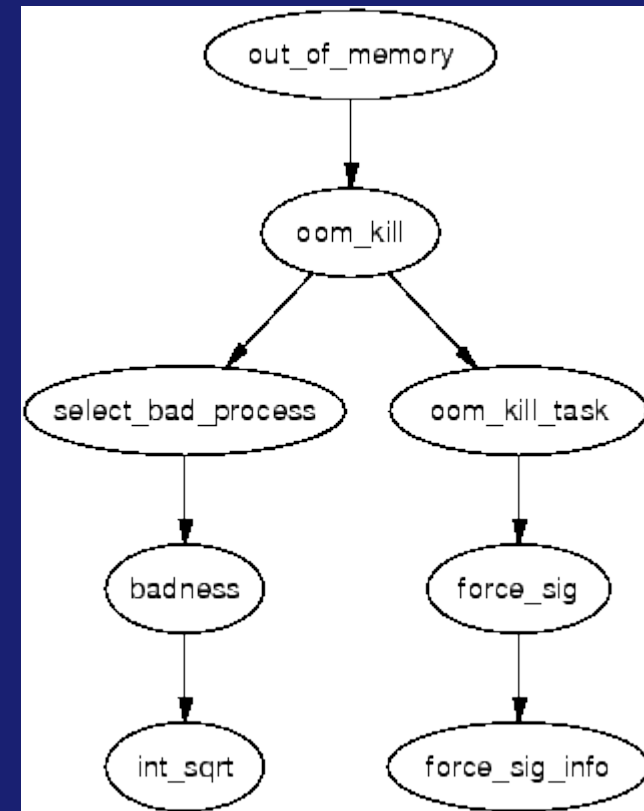 out_of_memory
oom_kill
select_bad_process
oom_kill_task
badness
force_sig
int_sqrt
force_sig_info